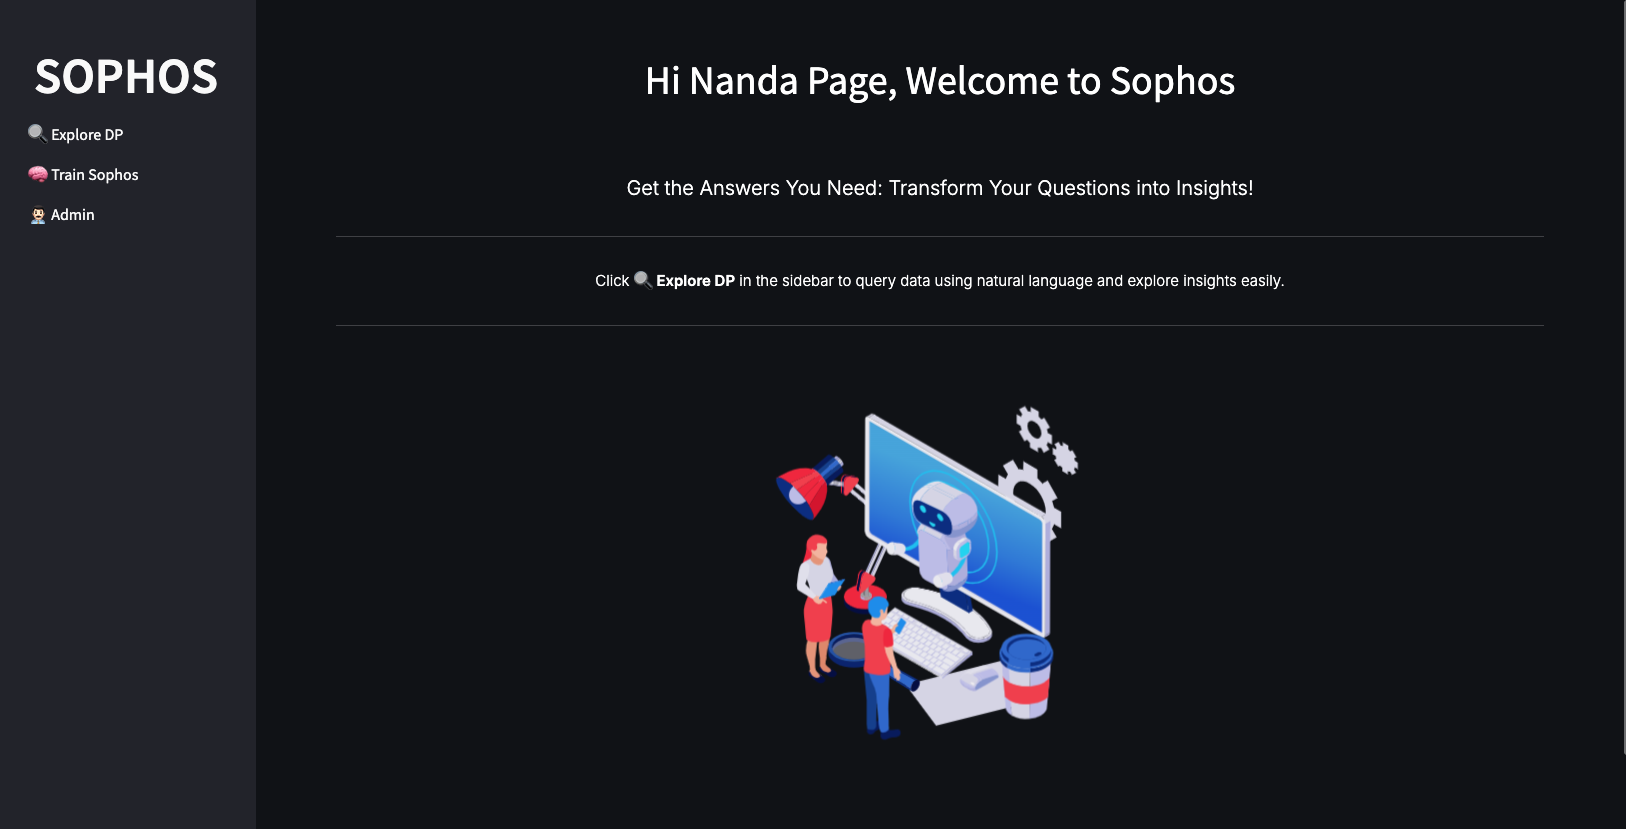 SOPHOS
🔍 Explore DP
🧠 Train Sophos
👨🏻‍💼 Admin
Hi Nanda Page, Welcome to Sophos
Get the Answers You Need: Transform Your Questions into Insights!
Click 🔍 Explore DP in the sidebar to query data using natural language and explore insights easily.